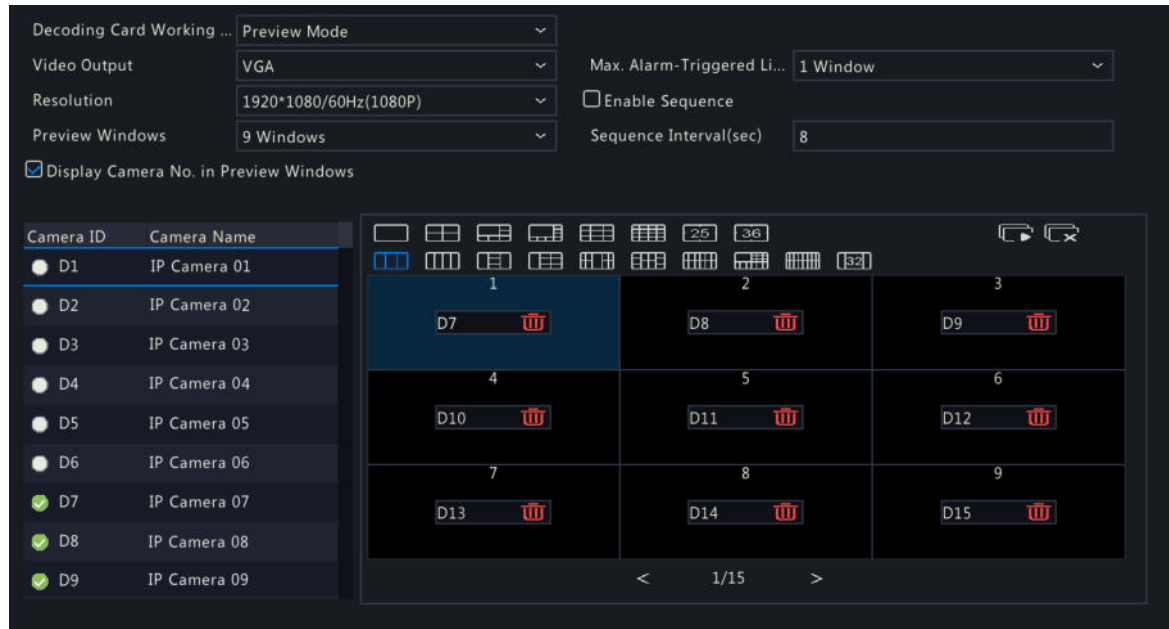 Decoding Card Working ... Preview Mode
Video Output VGA Max. Alarm-Triggered Li... 1 Window
Resolution 1920*1080/60Hz(1080P) Enable Sequence
Preview Windows 9 Windows Sequence Interval(sec) 8
Display Camera No. in Preview Windows
Camera ID Camera Name
D1 IP Camera 01
D2 IP Camera 02
D3 IP Camera 03
D4 IP Camera 04
D5 IP Camera 05
D6 IP Camera 06
D7 IP Camera 07
D8 IP Camera 08
D9 IP Camera 09
25 36
32
1 2 3
D7 D8 D9
4 5 6
D10 D11 D12
7 8 9
D13 D14 D15
< 1/15 >